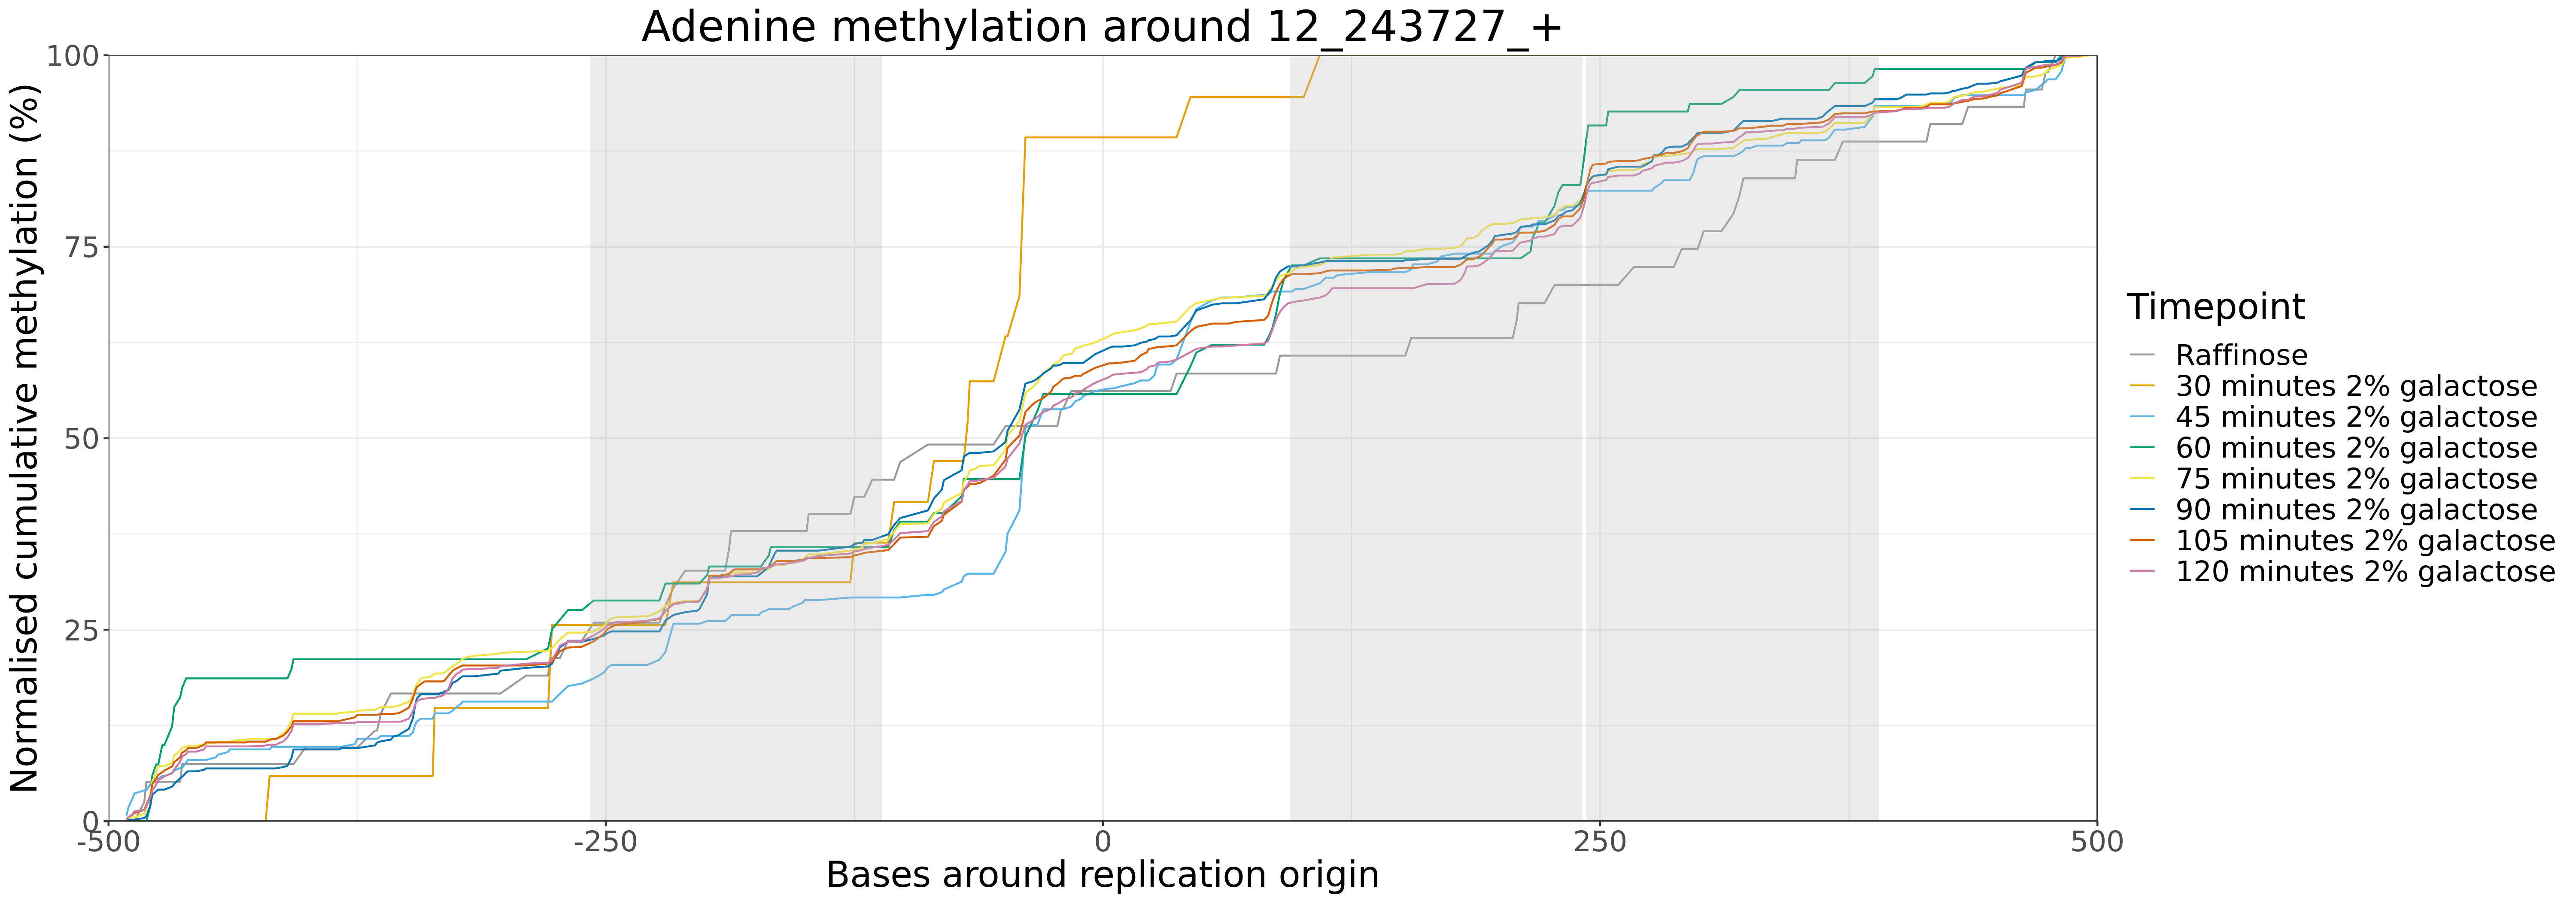 Adenine methylation around 12_243727_+
Normalised cumulative methylation (%)
100
75
50
25
0
-500
-250
0
250
500
Bases around replication origin
Timepoint
Raffinose
30 minutes 2% galactose
45 minutes 2% galactose
60 minutes 2% galactose
75 minutes 2% galactose
90 minutes 2% galactose
105 minutes 2% galactose
120 minutes 2% galactose